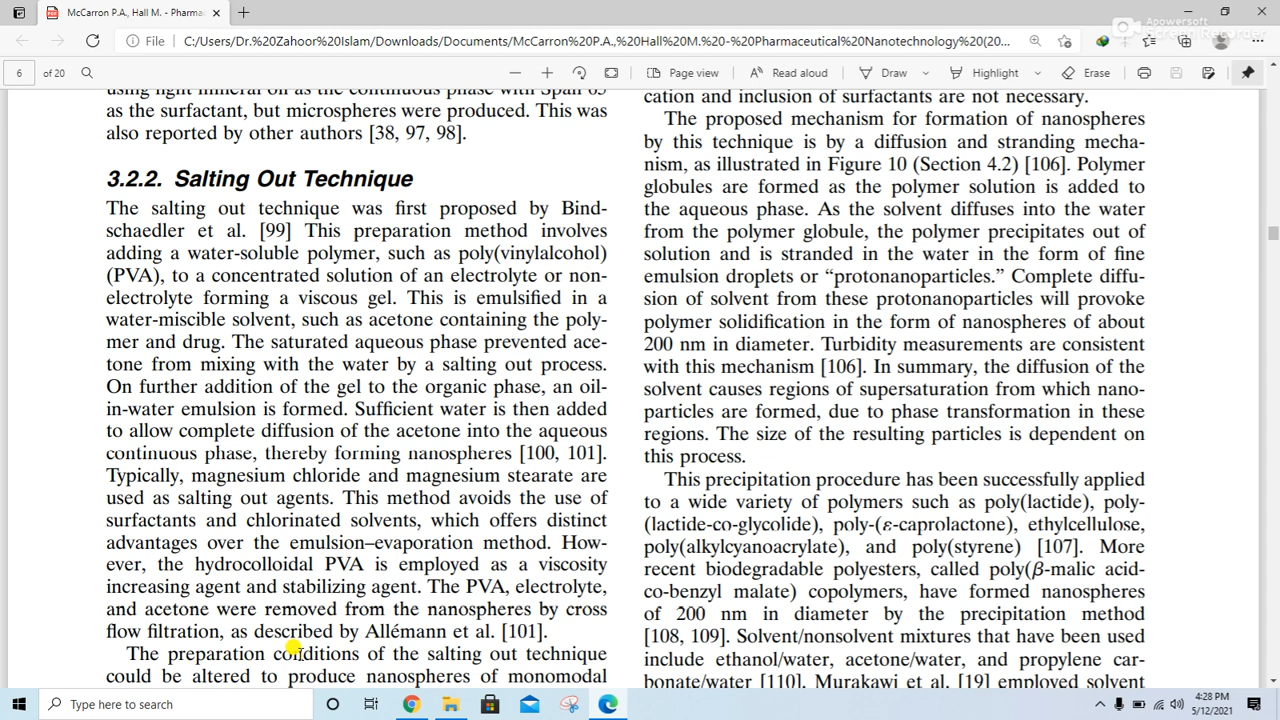 McCarron P.A., Hall M. - Pharmac
Apowersoft
Screen Recorder
File
C:/Users/Dr.%20Zahoor%20Islam/Downloads/Documents/McCarron%20P.A.,%20Hall%20M.%20-%20Pharmaceutical%20Nanotechnology%20(20...
6 of 20
Page view
Read aloud
Draw
Highlight
Erase
using light mineral oil as the continuous phase with Span 65
as the surfactant, but microspheres were produced. This was
also reported by other authors [38, 97, 98].
3.2.2. Salting Out Technique
The salting out technique was first proposed by Bind-
schaedler et al. [99] This preparation method involves
adding a water-soluble polymer, such as poly(vinylalcohol)
(PVA), to a concentrated solution of an electrolyte or non-
electrolyte forming a viscous gel. This is emulsified in a
water-miscible solvent, such as acetone containing the poly-
mer and drug. The saturated aqueous phase prevented ace-
tone from mixing with the water by a salting out process.
On further addition of the gel to the organic phase, an oil-
in-water emulsion is formed. Sufficient water is then added
to allow complete diffusion of the acetone into the aqueous
continuous phase, thereby forming nanospheres [100, 101].
Typically, magnesium chloride and magnesium stearate are
used as salting out agents. This method avoids the use of
surfactants and chlorinated solvents, which offers distinct
advantages over the emulsion–evaporation method. How-
ever, the hydrocolloidal PVA is employed as a viscosity
increasing agent and stabilizing agent. The PVA, electrolyte,
and acetone were removed from the nanospheres by cross
flow filtration, as described by Allémann et al. [101].
The preparation conditions of the salting out technique
could be altered to produce nanospheres of monomodal
cation and inclusion of surfactants are not necessary.
The proposed mechanism for formation of nanospheres
by this technique is by a diffusion and stranding mecha-
nism, as illustrated in Figure 10 (Section 4.2) [106]. Polymer
globules are formed as the polymer solution is added to
the aqueous phase. As the solvent diffuses into the water
from the polymer globule, the polymer precipitates out of
solution and is stranded in the water in the form of fine
emulsion droplets or “protonanoparticles.” Complete diffu-
sion of solvent from these protonanoparticles will provoke
polymer solidification in the form of nanospheres of about
200 nm in diameter. Turbidity measurements are consistent
with this mechanism [106]. In summary, the diffusion of the
solvent causes regions of supersaturation from which nano-
particles are formed, due to phase transformation in these
regions. The size of the resulting particles is dependent on
this process.
This precipitation procedure has been successfully applied
to a wide variety of polymers such as poly(lactide), poly-
(lactide-co-glycolide), poly-(ε-caprolactone), ethylcellulose,
poly(alkylcyanoacrylate), and poly(styrene) [107]. More
recent biodegradable polyesters, called poly(β-malic acid-
co-benzyl malate) copolymers, have formed nanospheres
of 200 nm in diameter by the precipitation method
[108, 109]. Solvent/nonsolvent mixtures that have been used
include ethanol/water, acetone/water, and propylene car-
bonate/water [110]. Murakawi et al. [19] employed solvent
Type here to search
4:28 PM
5/12/2021